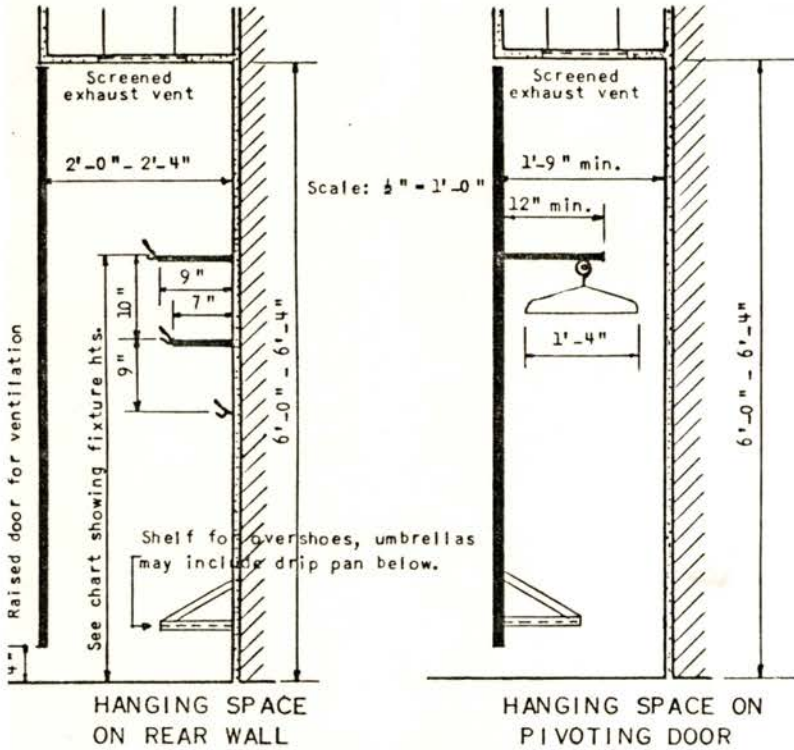 Screened
exhaust vent
2'-0" - 2'-4"
9"
7"
10"
9"
Raised door for ventilation
4"
See chart showing fixture hts.
6'-0" - 6'-4"
Shelf for overshoes, umbrellas
may include drip pan below.
HANGING SPACE
ON REAR WALL
Scale: ½" = 1'-0"
Screened
exhaust vent
1'-9" min.
12" min.
1'-4"
6'-0" - 6'-4"
HANGING SPACE ON
PIVOTING DOOR